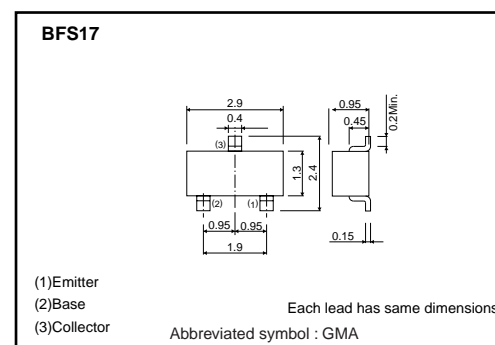 BFS17
2.9
0.4
(3)
1.3
2.4
(2)
(1)
0.95
0.95
1.9
0.95
0.45
0.2Min.
0.15
(1)Emitter
(2)Base
(3)Collector
Each lead has same dimensions
Abbreviated symbol : GMA